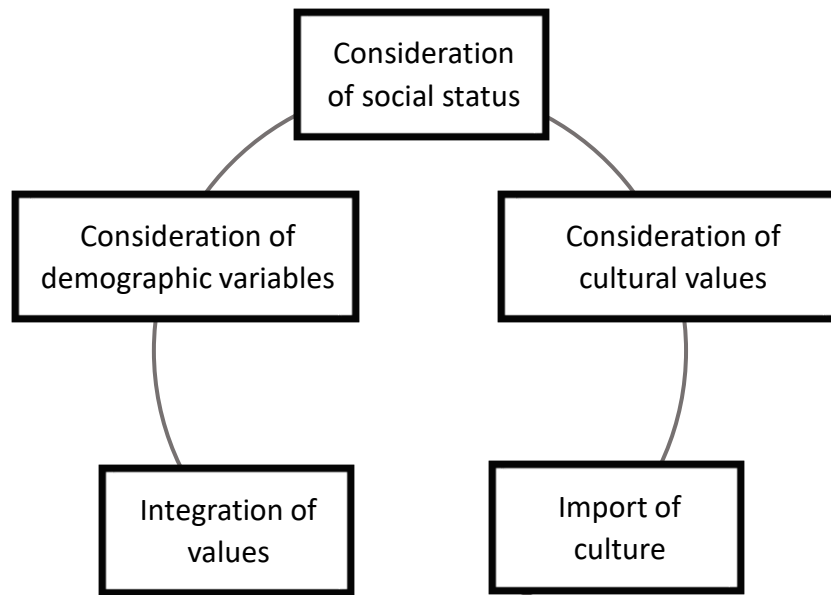 Consideration
of social status
Consideration of
demographic variables
Consideration of
cultural values
Integration of
values
Import of
culture